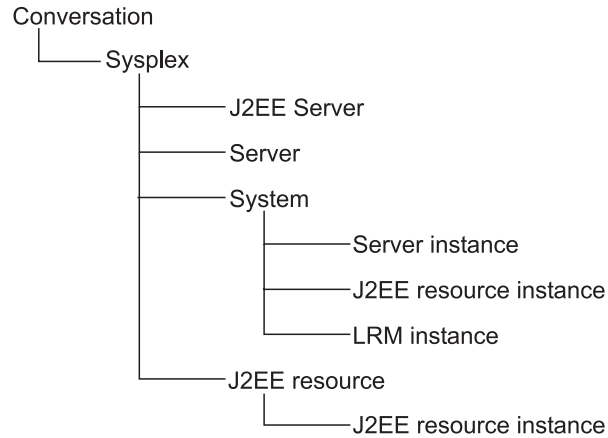 Conversation
Sysplex
J2EE Server
Server
System
Server instance
J2EE resource instance
LRM instance
J2EE resource
J2EE resource instance